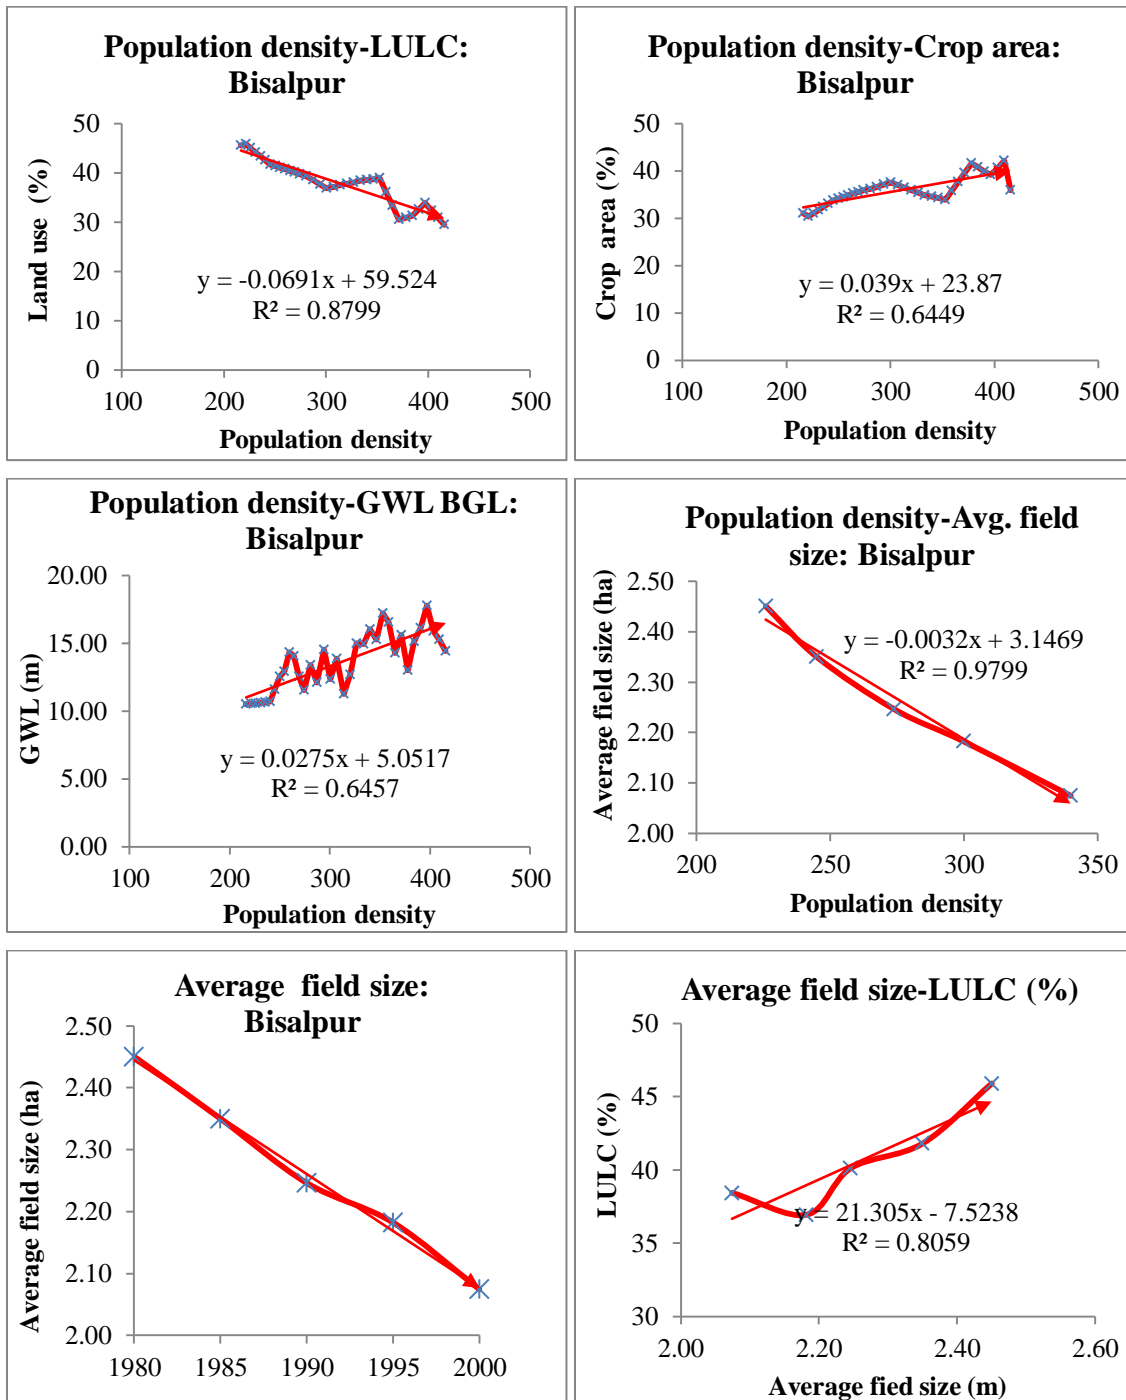 Population density-LULC:
Bisalpur
Land use (%)
50
40
30
20
10
0
y = -0.0691x + 59.524
R² = 0.8799
100 200 300 400 500
Population density
Population density-Crop area:
Bisalpur
Crop area (%)
50
40
30
20
10
0
y = 0.039x + 23.87
R² = 0.6449
100 200 300 400 500
Population density
Population density-GWL BGL:
Bisalpur
GWL (m)
20.00
15.00
10.00
5.00
0.00
y = 0.0275x + 5.0517
R² = 0.6457
100 200 300 400 500
Population density
Population density-Avg. field
size: Bisalpur
Average field size (ha)
2.50
2.40
2.30
2.20
2.10
2.00
y = -0.0032x + 3.1469
R² = 0.9799
200 250 300 350
Population density
Average field size:
Bisalpur
Average field size (ha)
2.50
2.40
2.30
2.20
2.10
2.00
1980 1985 1990 1995 2000
Average field size-LULC (%)
LULC (%)
50
45
40
35
30
y = 21.305x - 7.5238
R² = 0.8059
2.00 2.20 2.40 2.60
Average fied size (m)